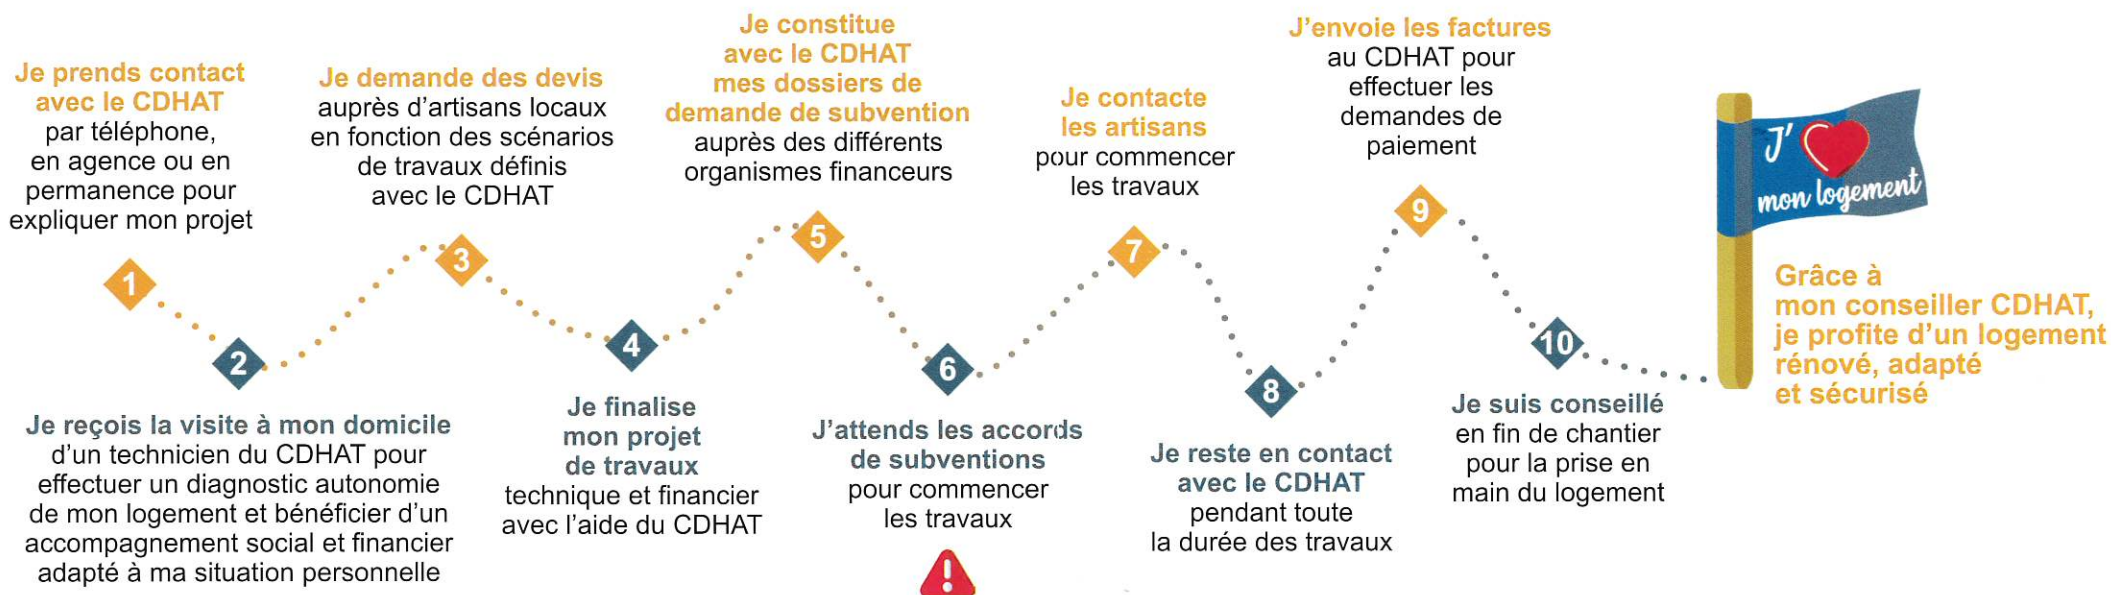 Je prends contact
avec le CDHAT
par téléphone,
en agence ou en
permanence pour
expliquer mon projet
1
2
Je reçois la visite à mon domicile
d'un technicien du CDHAT pour
effectuer un diagnostic autonomie
de mon logement et bénéficier d'un
accompagnement social et financier
adapté à ma situation personnelle
Je demande des devis
auprès d'artisans locaux
en fonction des scénarios
de travaux définis
avec le CDHAT
3
4
Je finalise
mon projet
de travaux
technique et financier
avec l'aide du CDHAT
Je constitue
avec le CDHAT
mes dossiers de
demande de subvention
auprès des différents
organismes financeurs
5
6
J'attends les accords
de subventions
pour commencer
les travaux
!
Je contacte
les artisans
pour commencer
les travaux
7
8
Je reste en contact
avec le CDHAT
pendant toute
la durée des travaux
J'envoie les factures
au CDHAT pour
effectuer les
demandes de
paiement
9
10
Je suis conseillé
en fin de chantier
pour la prise en
main du logement
J'
mon logement
Grâce à
mon conseiller CDHAT,
je profite d'un logement
rénové, adapté
et sécurisé